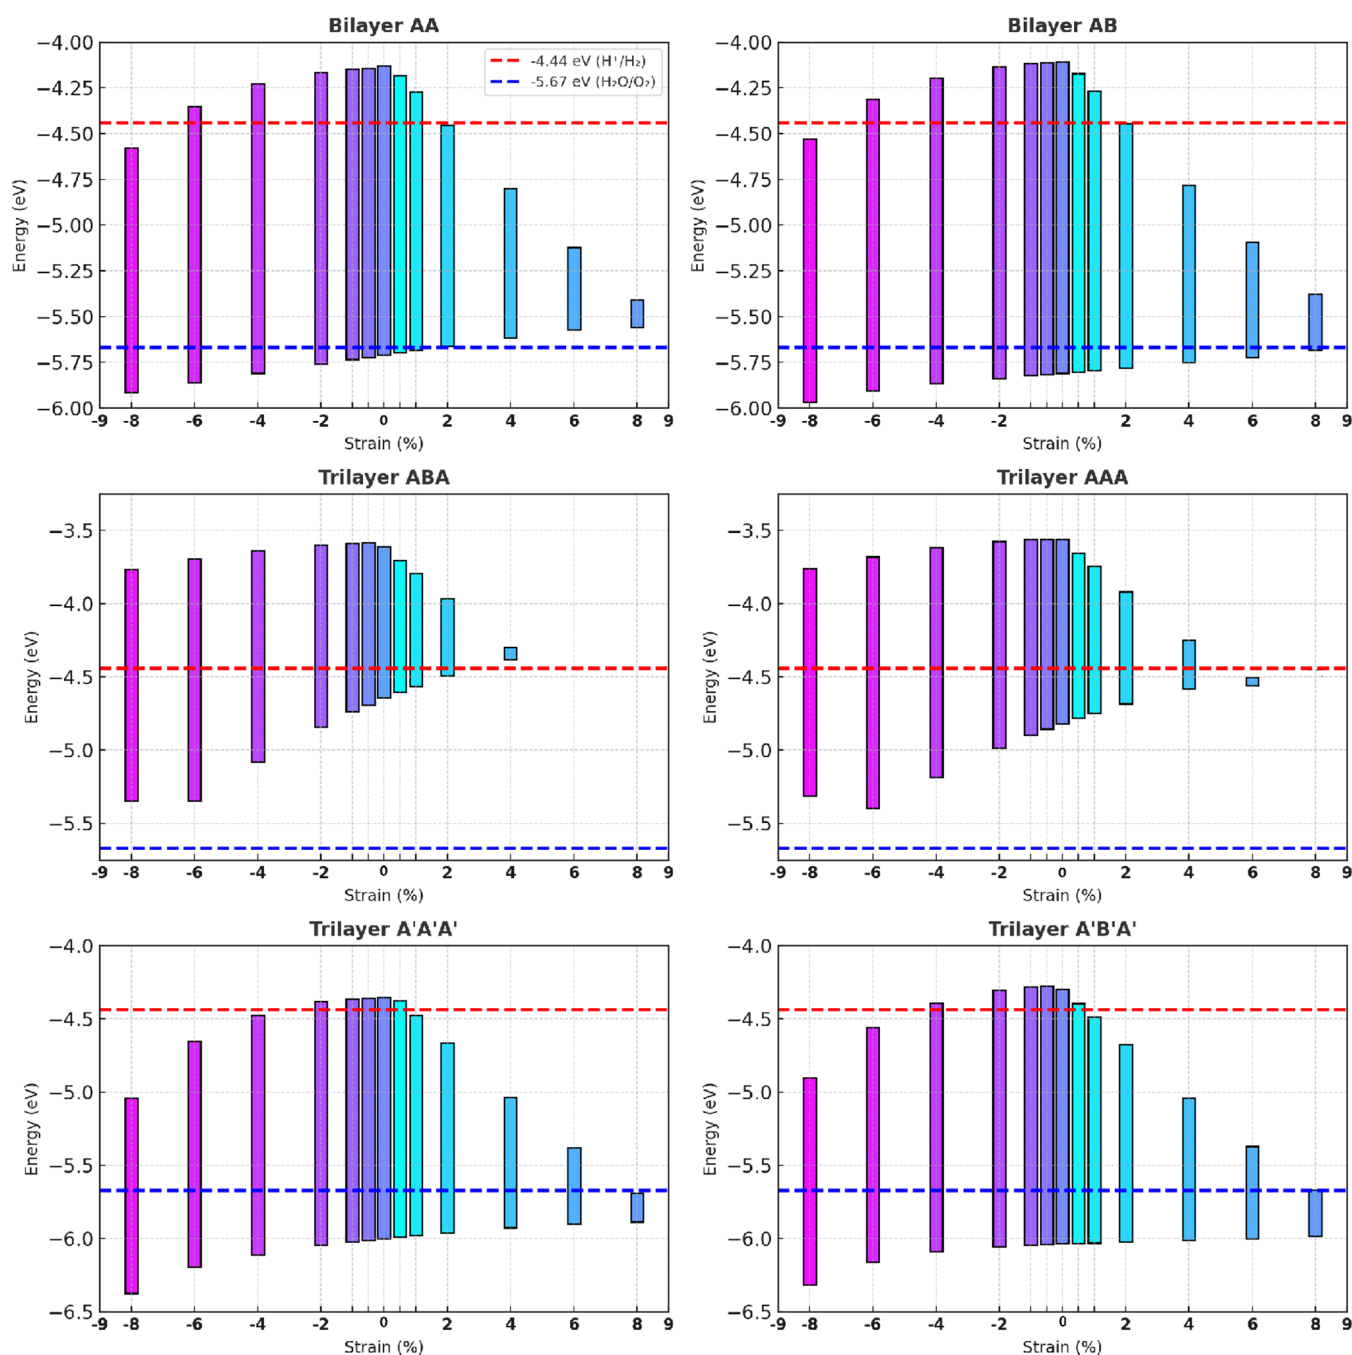 Bilayer AA
−4.00
−4.25
−4.50
−4.75
−5.00
−5.25
−5.50
−5.75
−6.00
Energy (eV)
-4.44 eV (H⁺/H₂)
-5.67 eV (H₂O/O₂)
-9 -8 -6 -4 -2 0 2 4 6 8 9
Strain (%)
Bilayer AB
−4.00
−4.25
−4.50
−4.75
−5.00
−5.25
−5.50
−5.75
−6.00
Energy (eV)
-9 -8 -6 -4 -2 0 2 4 6 8 9
Strain (%)
Trilayer ABA
−3.5
−4.0
−4.5
−5.0
−5.5
Energy (eV)
-9 -8 -6 -4 -2 0 2 4 6 8 9
Strain (%)
Trilayer AAA
−3.5
−4.0
−4.5
−5.0
−5.5
Energy (eV)
-9 -8 -6 -4 -2 0 2 4 6 8 9
Strain (%)
Trilayer A'A'A'
−4.0
−4.5
−5.0
−5.5
−6.0
−6.5
Energy (eV)
-9 -8 -6 -4 -2 0 2 4 6 8 9
Strain (%)
Trilayer A'B'A'
−4.0
−4.5
−5.0
−5.5
−6.0
−6.5
Energy (eV)
-9 -8 -6 -4 -2 0 2 4 6 8 9
Strain (%)